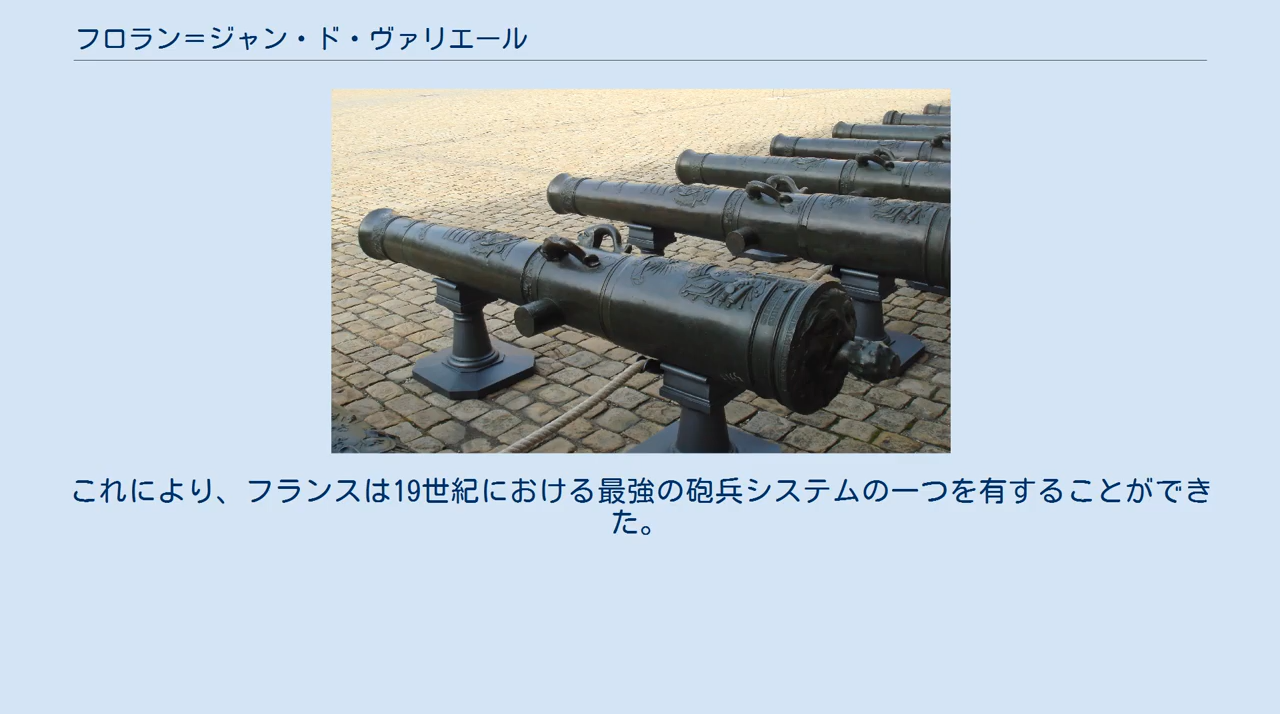 フロラン＝ジャン・ド・ヴァリエール
これにより、フランスは19世紀における最強の砲兵システムの一つを有することができ
た。